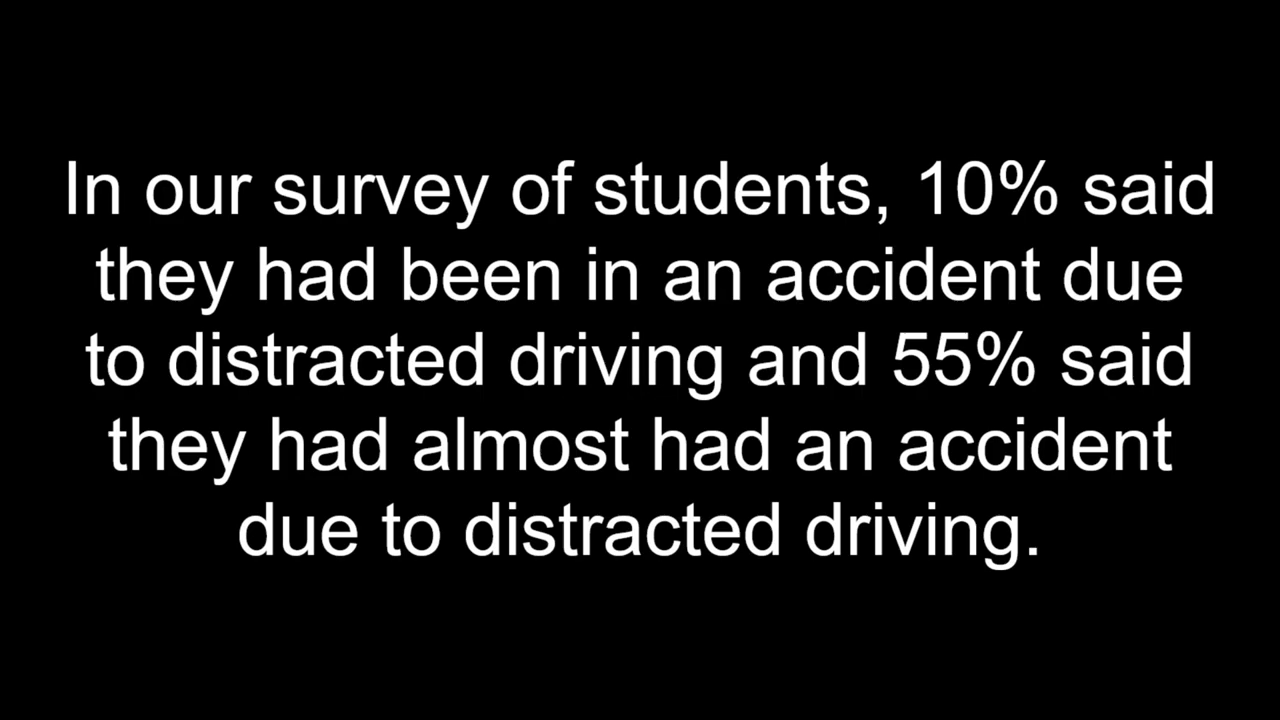 In our survey of students, 10% said
they had been in an accident due
to distracted driving and 55% said
they had almost had an accident
due to distracted driving.